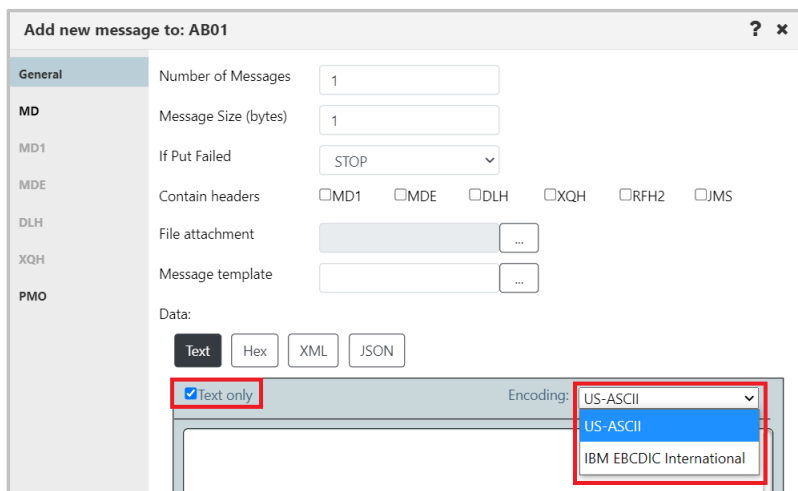 Add new message to: AB01 ? ×
General
MD
MD1
MDE
DLH
XQH
PMO
Number of Messages 1
Message Size (bytes) 1
If Put Failed STOP
Contain headers MD1 MDE DLH XQH RFH2 JMS
File attachment ...
Message template ...
Data:
Text Hex XML JSON
Text only Encoding: US-ASCII
US-ASCII
IBM EBCDIC International